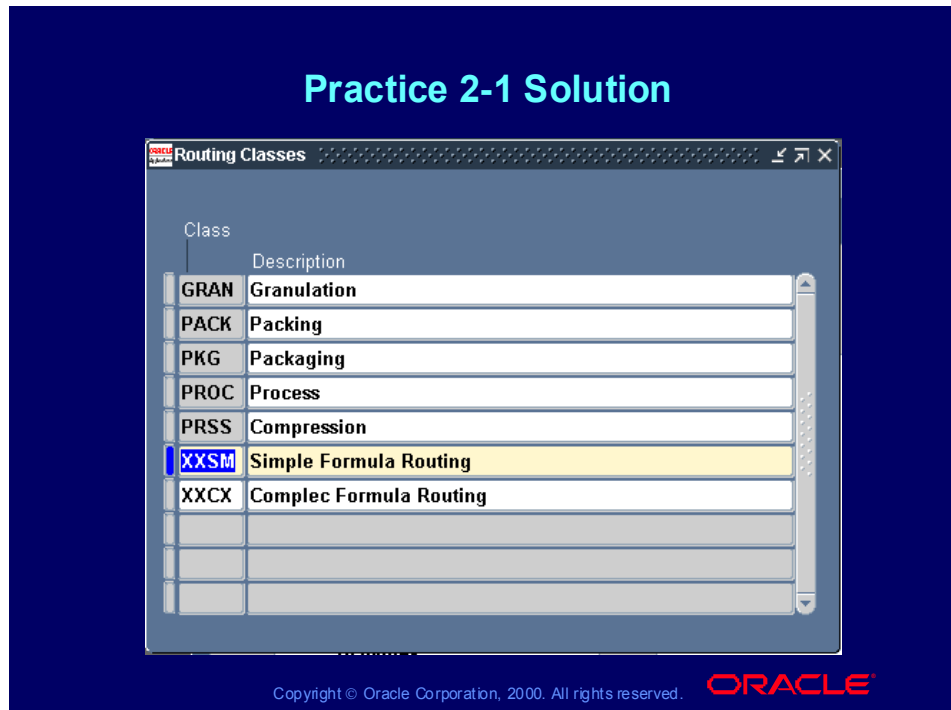 Practice 2-1 Solution
Routing Classes
Class
Description
GRAN Granulation
PACK Packing
PKG Packaging
PROC Process
PRSS Compression
XXSM Simple Formula Routing
XXCX Complec Formula Routing
Copyright © Oracle Corporation, 2000. All rights reserved.
ORACLE